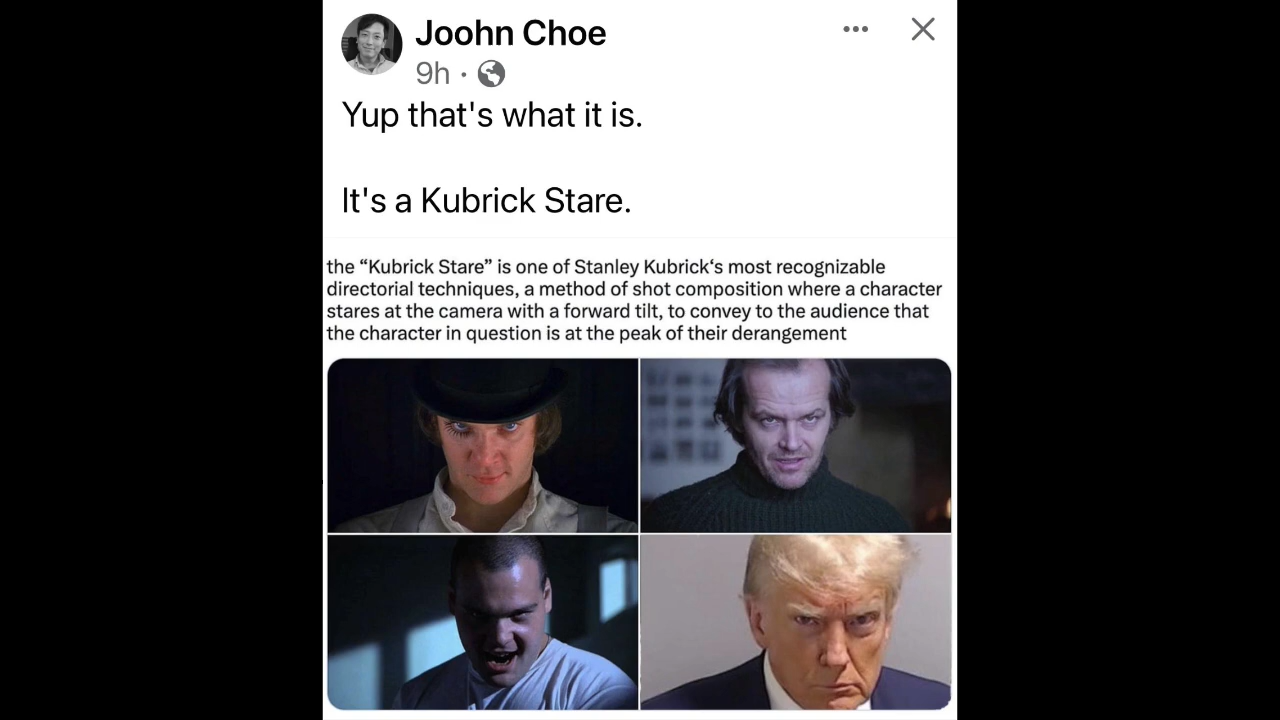 Joohn Choe
9h ·
Yup that's what it is.
It's a Kubrick Stare.
the “Kubrick Stare” is one of Stanley Kubrick‘s most recognizable
directorial techniques, a method of shot composition where a character
stares at the camera with a forward tilt, to convey to the audience that
the character in question is at the peak of their derangement